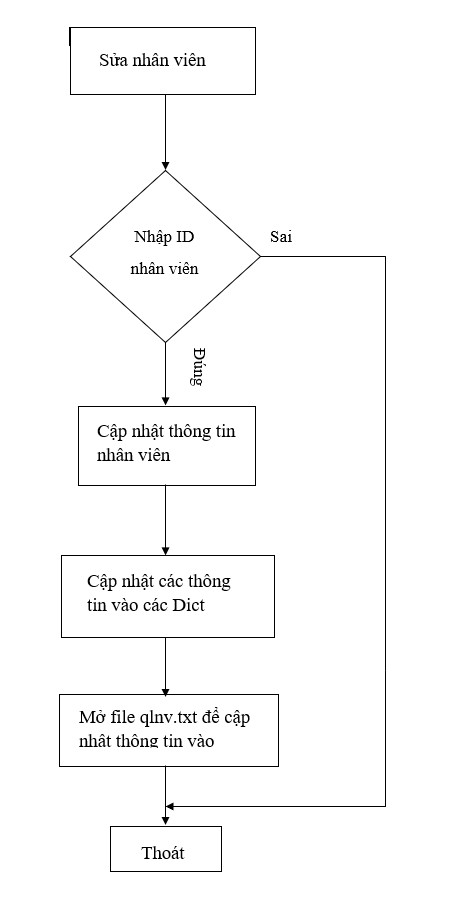 Sửa nhân viên
Nhập ID
Sai
nhân viên
Đúng
Cập nhật thông tin
nhân viên
Cập nhật các thông
tin vào các Dict
Mở file qlnv.txt để cập
nhật thông tin vào
Thoát